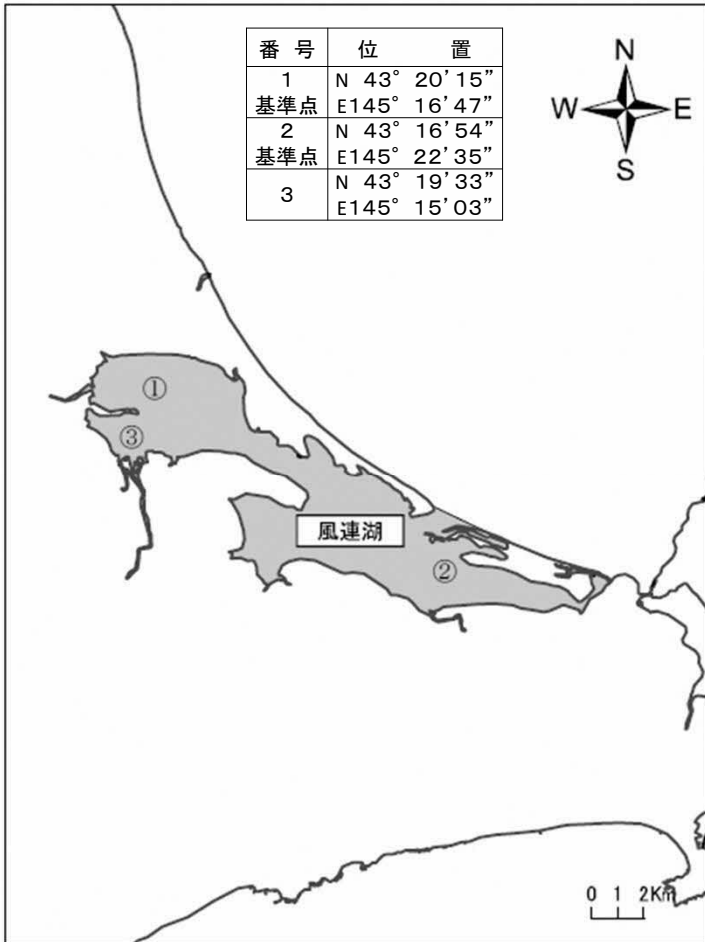 番 号 位 置
1 N 43° 20’15”
基準点 E145° 16’47”
2 N 43° 16’54”
基準点 E145° 22’35”
3 N 43° 19’33”
E145° 15’03”
N
W E
S
①
③
風連湖
②
0 1 2Km